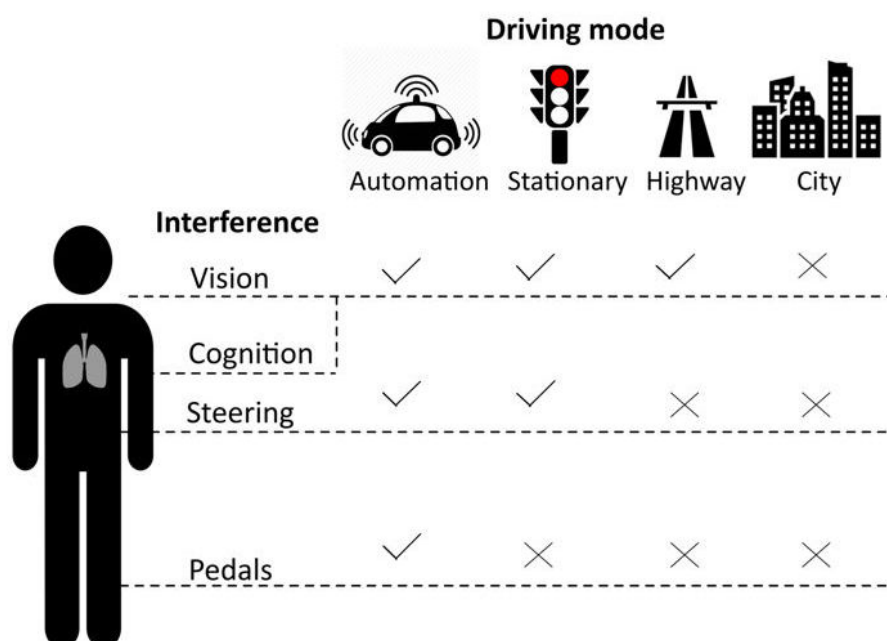 Driving mode
Automation Stationary Highway City
Interference
Vision
Cognition
Steering
Pedals